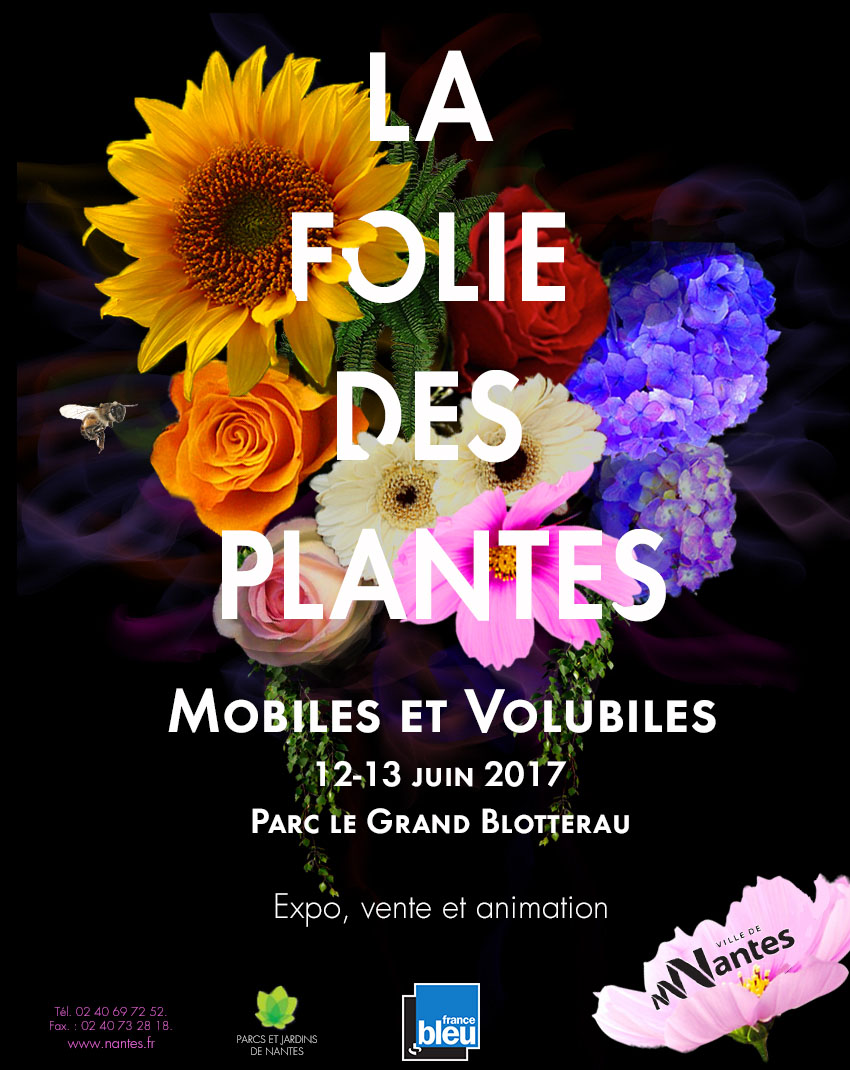 LA
FOLIE
DES
PLANTES
MOBILES ET VOLUBILES
12-13 JUIN 2017
PARC LE GRAND BLOTTERAU
Expo, vente et animation
VILLE DE
Nantes
Tél. 02 40 69 72 52.
Fax. : 02 40 73 28 18.
www.nantes.fr
PARCS ET JARDINS
DE NANTES
france
bleu